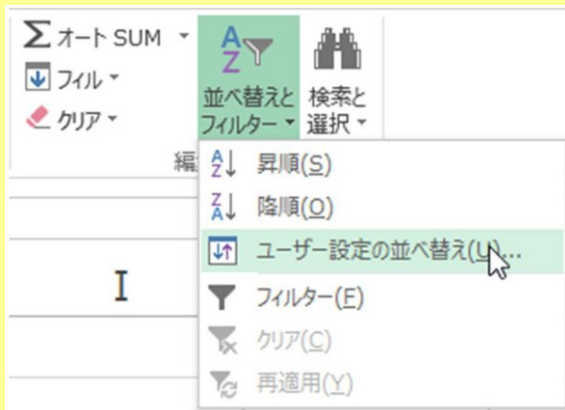 オート SUM
フィル
クリア
並べ替えと
フィルター
検索と
選択
編
昇順(S)
降順(O)
ユーザー設定の並べ替え(U)...
フィルター(F)
クリア(C)
再適用(Y)
I